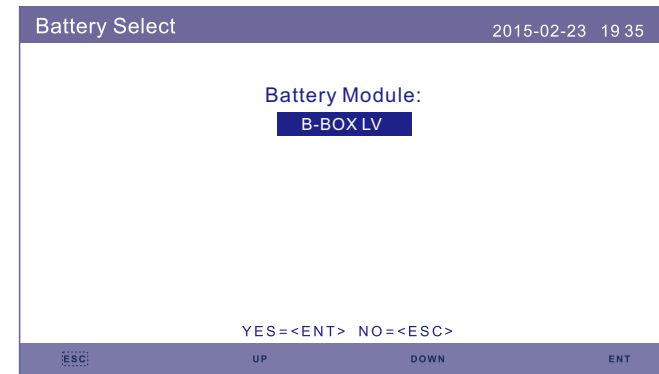 Battery Select 2015-02-23 19 35
Battery Module:
B-BOX LV
YES=<ENT> NO=<ESC>
ESC UP DOWN ENT